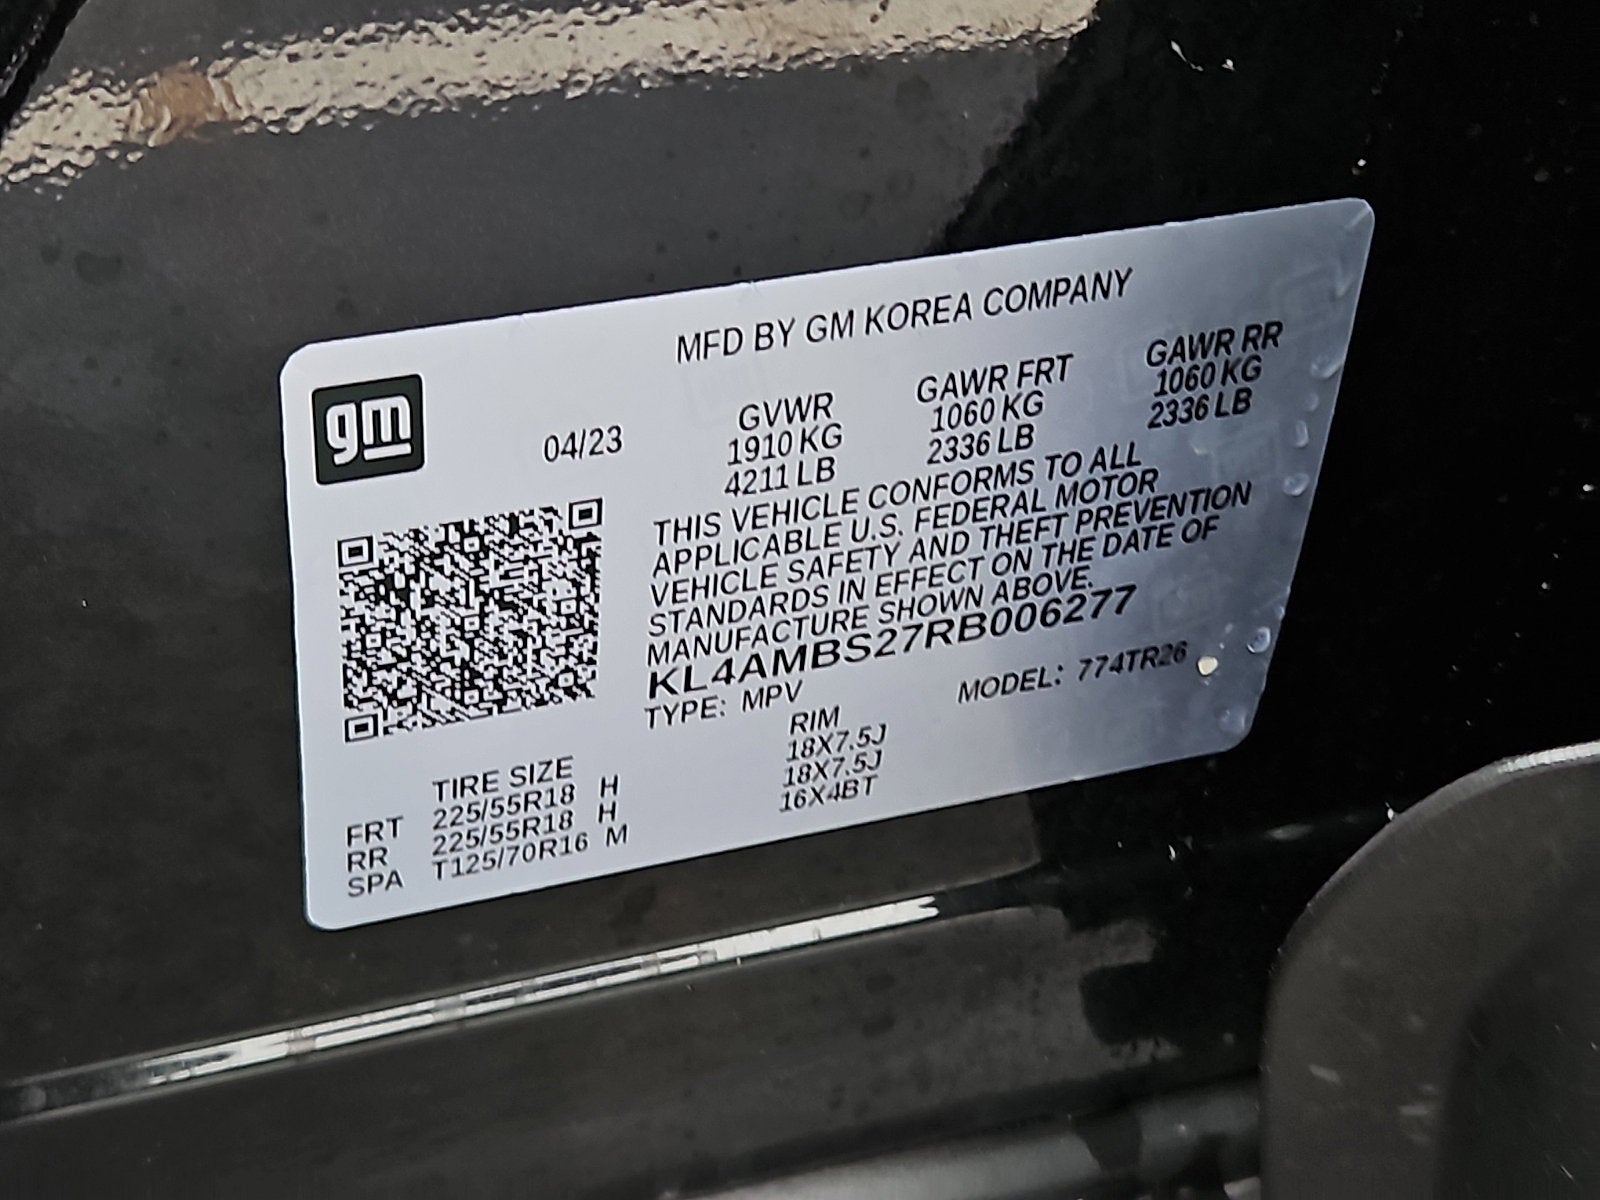 MFD BY GM KOREA COMPANY
gm
04/23
GVWR GAWR FRT GAWR RR
1910 KG 1060 KG 1060 KG
4211 LB 2336 LB 2336 LB
THIS VEHICLE CONFORMS TO ALL
APPLICABLE U.S. FEDERAL MOTOR
VEHICLE SAFETY AND THEFT PREVENTION
STANDARDS IN EFFECT ON THE DATE OF
MANUFACTURE SHOWN ABOVE.
KL4AMBS27RB006277
TYPE: MPV MODEL: 774TR26
TIRE SIZE RIM
FRT 225/55R18 H 18X7.5J
RR 225/55R18 H 18X7.5J
SPA T125/70R16 M 16X4BT